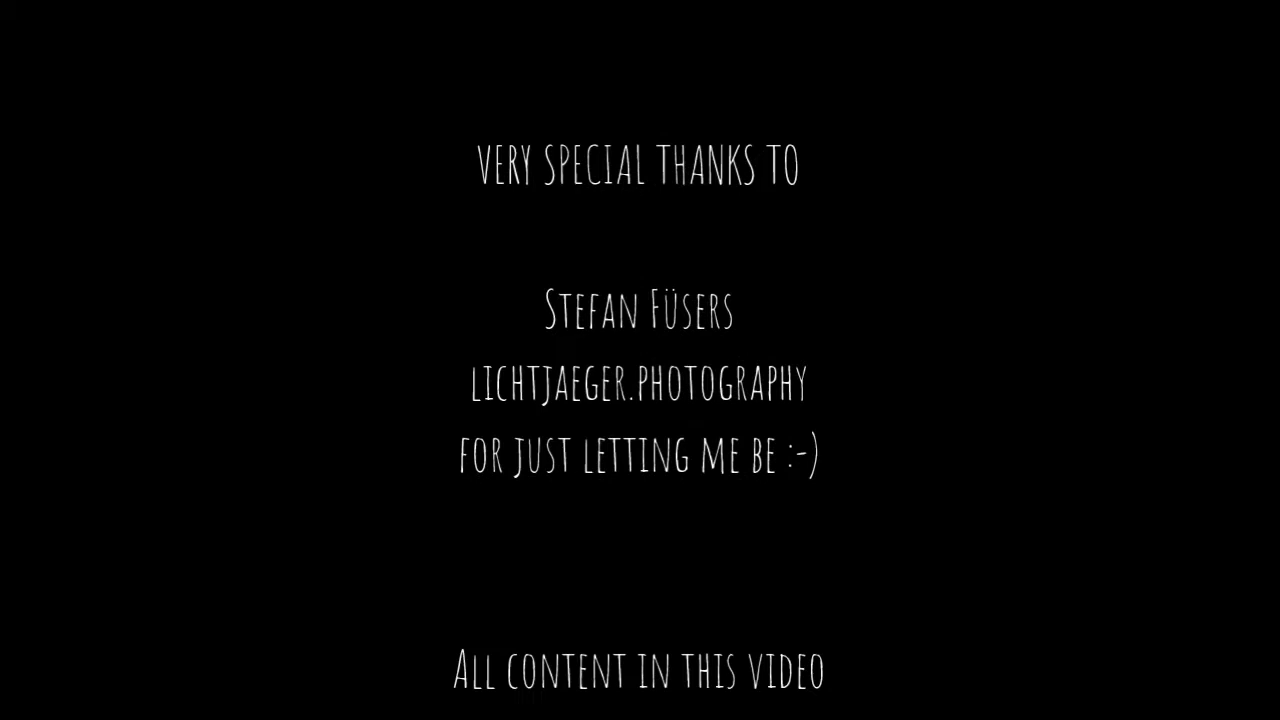 VERY SPECIAL THANKS TO
STEFAN FÜSERS
LICHTJAEGER.PHOTOGRAPHY
FOR JUST LETTING ME BE :-)
ALL CONTENT IN THIS VIDEO